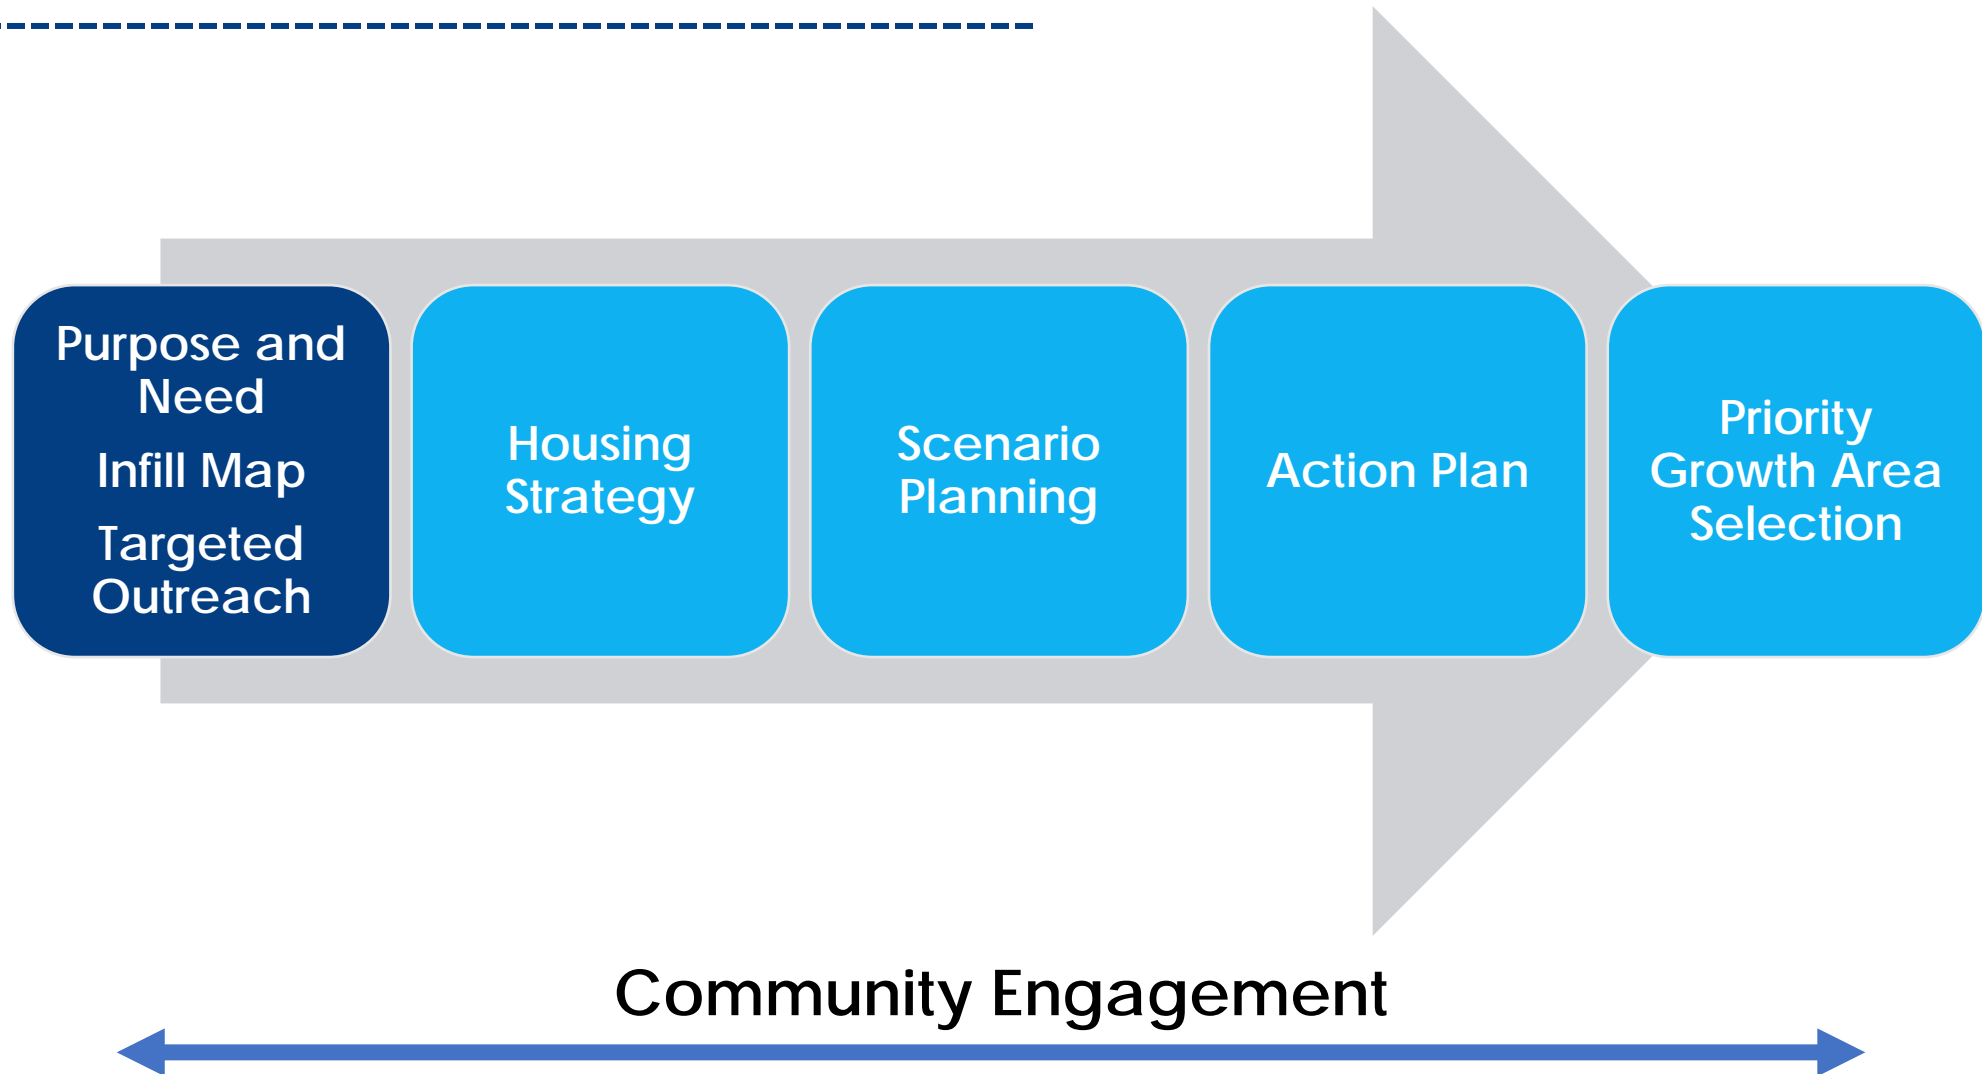 Purpose and
Need
Infill Map
Targeted
Outreach
Housing
Strategy
Scenario
Planning
Action Plan
Priority
Growth Area
Selection
Community Engagement